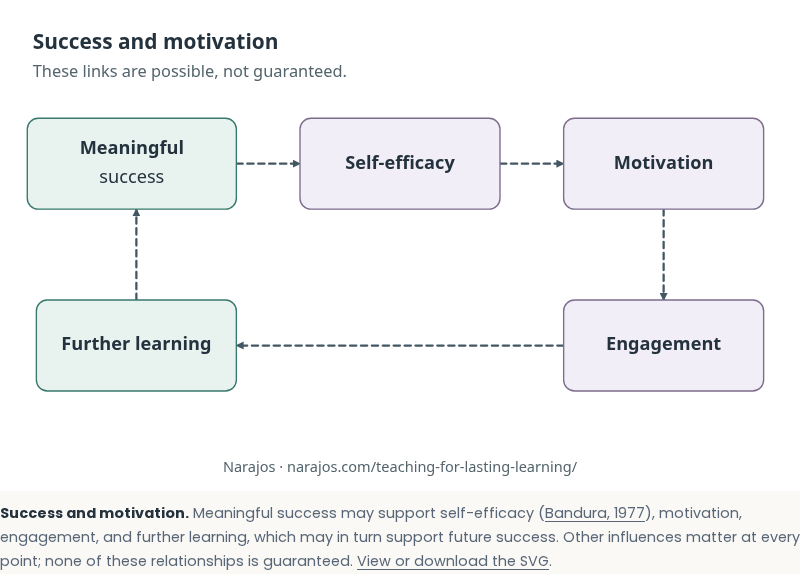 Success and motivation
These links are possible, not guaranteed.
Meaningful
success
Self-efficacy
Motivation
Further learning
Engagement
Narajos · narajos.com/teaching-for-lasting-learning/
Success and motivation. Meaningful success may support self-efficacy (Bandura, 1977), motivation,
engagement, and further learning, which may in turn support future success. Other influences matter at every
point; none of these relationships is guaranteed. View or download the SVG.